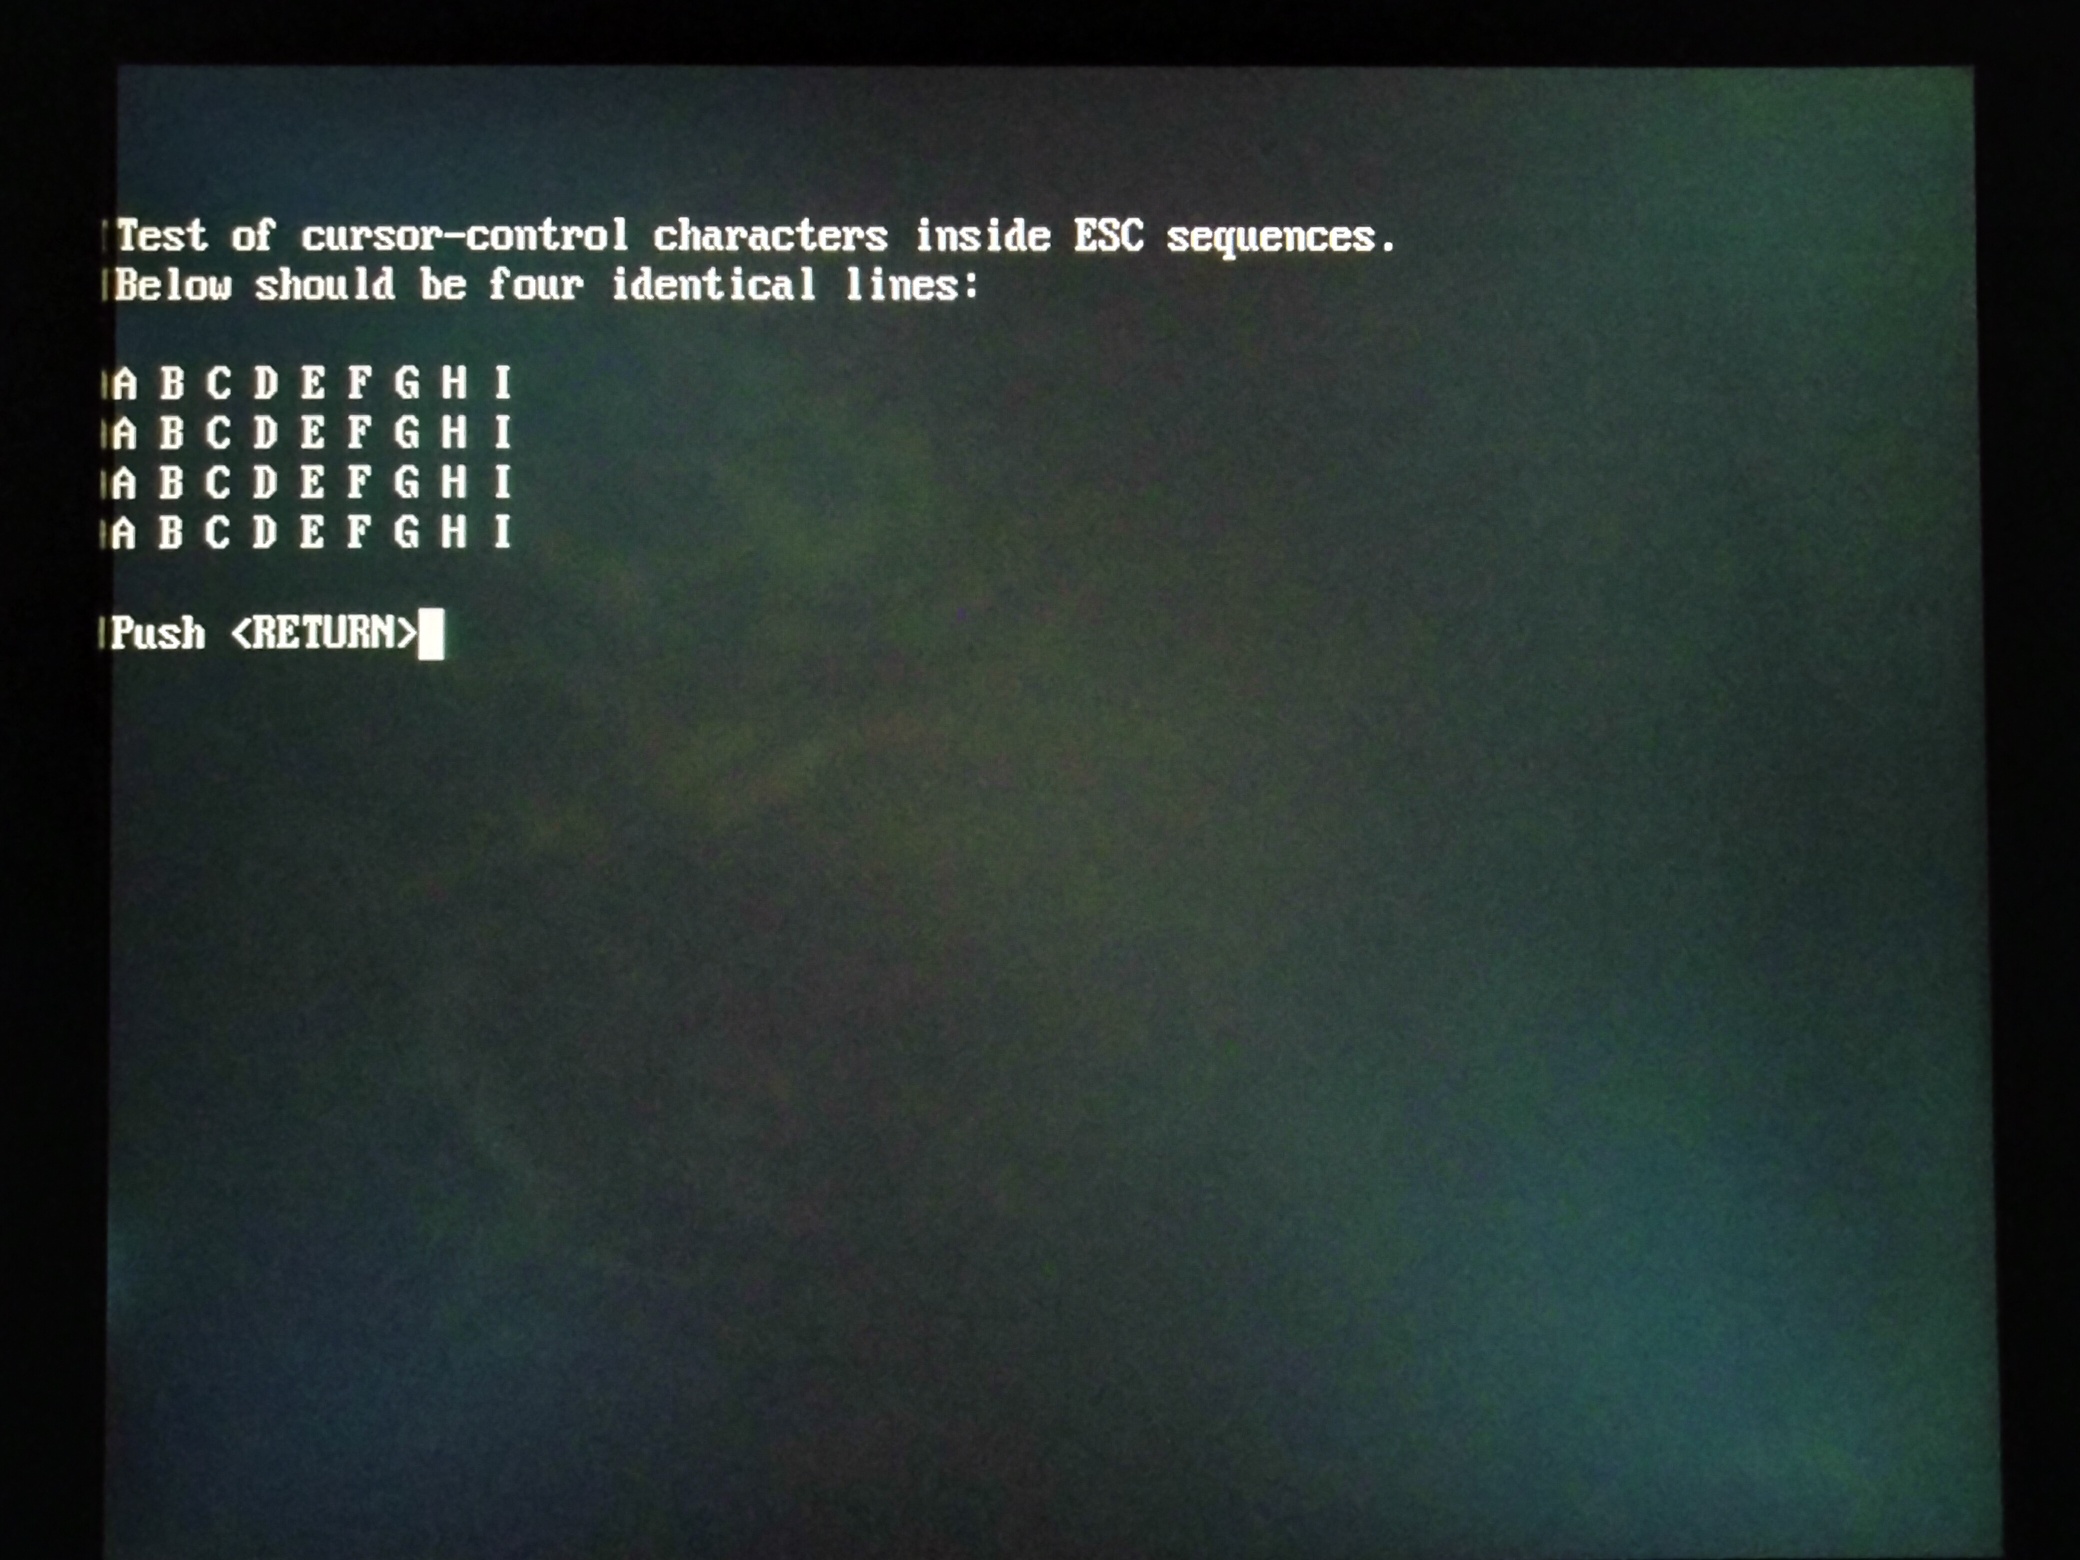 Test of cursor-control characters inside ESC sequences.
Below should be four identical lines:
A B C D E F G H I
A B C D E F G H I
A B C D E F G H I
A B C D E F G H I
Push <RETURN>